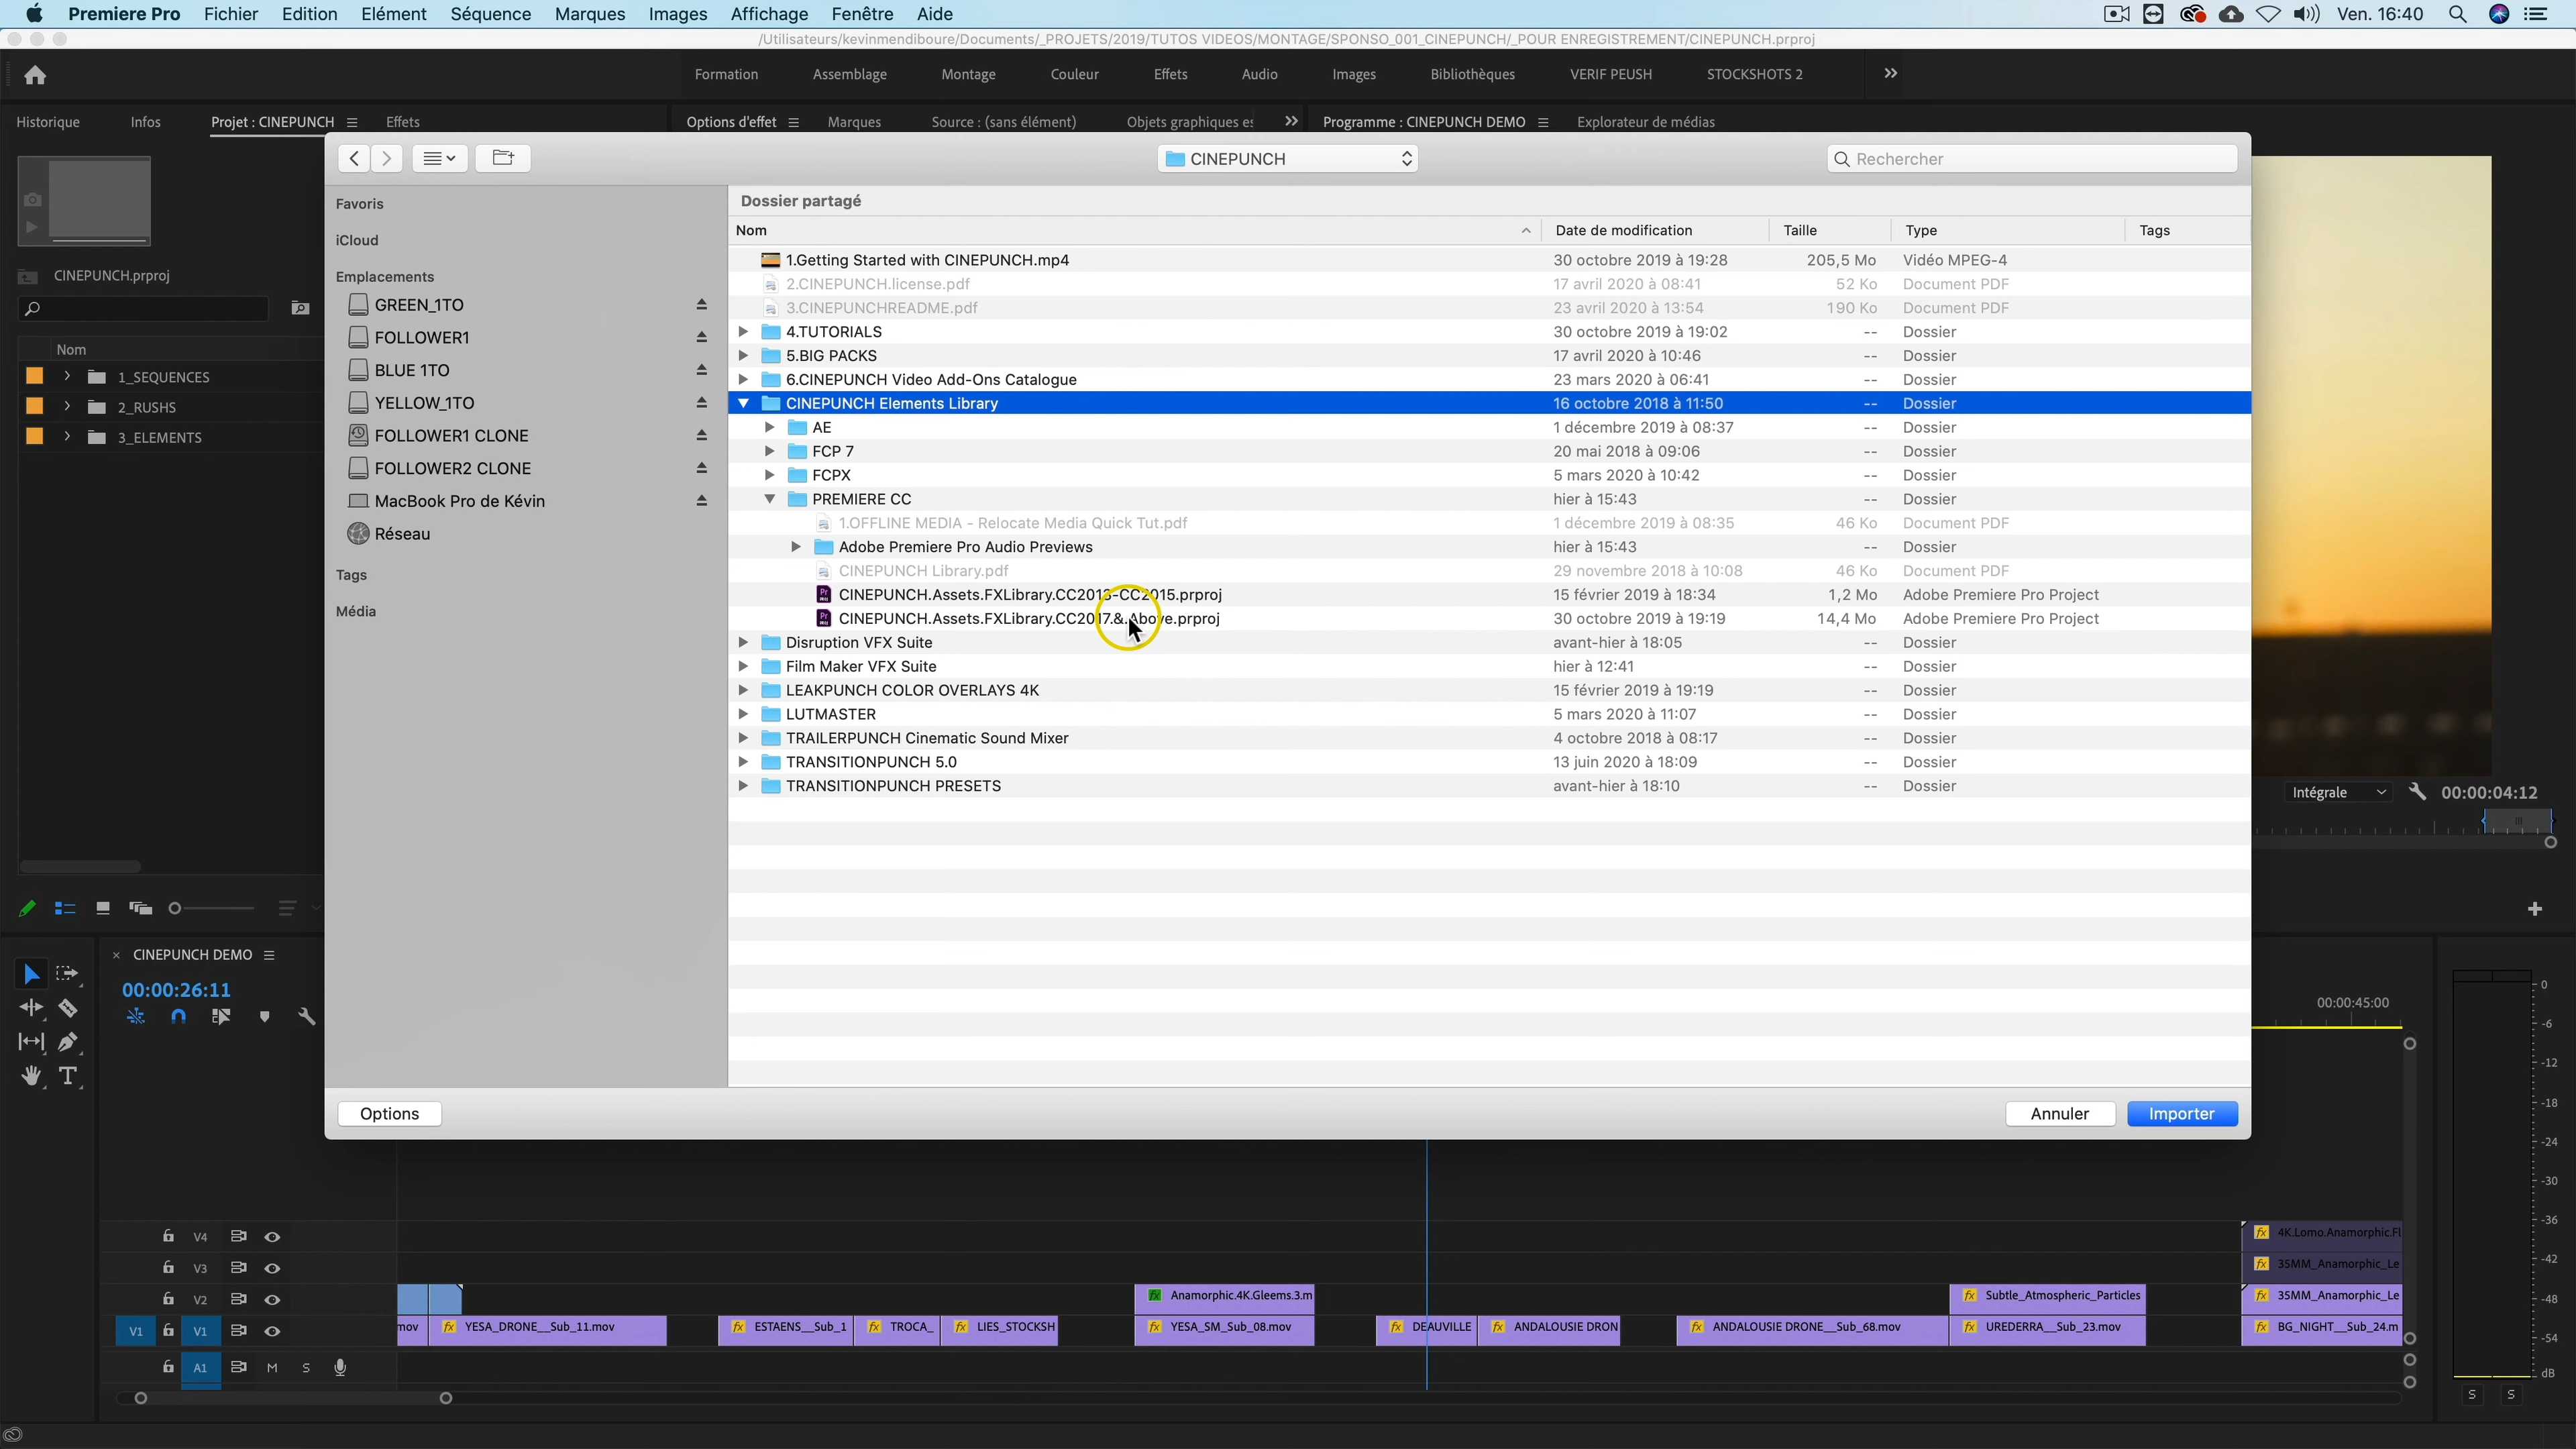 Premiere Pro Fichier Edition Elément Séquence Marques Images Affichage Fenêtre Aide Ven. 16:40
/Utilisateurs/kevinmendiboure/Documents/_PROJETS/2019/TUTOS VIDEOS/MONTAGE/SPONSO_001_CINEPUNCH/_POUR ENREGISTREMENT/CINEPUNCH.prproj
Formation Assemblage Montage Couleur Effets Audio Images Bibliothèques VERIF PEUSH STOCKSHOTS 2
Historique Infos Projet : CINEPUNCH Effets Options d'effet Marques Source : (sans élément) Objets graphiques es Programme : CINEPUNCH DEMO Explorateur de médias
CINEPUNCH Rechercher
Favoris
iCloud
Emplacements
GREEN_1TO
FOLLOWER1
BLUE 1TO
YELLOW_1TO
FOLLOWER1 CLONE
FOLLOWER2 CLONE
MacBook Pro de Kévin
Réseau
Tags
Média
CINEPUNCH.prproj
Nom
1_SEQUENCES
2_RUSHS
3_ELEMENTS
Dossier partagé
Nom Date de modification Taille Type Tags
1.Getting Started with CINEPUNCH.mp4 30 octobre 2019 à 19:28 205,5 Mo Vidéo MPEG-4
2.CINEPUNCH.license.pdf 17 avril 2020 à 08:41 52 Ko Document PDF
3.CINEPUNCHREADME.pdf 23 avril 2020 à 13:54 190 Ko Document PDF
4.TUTORIALS 30 octobre 2019 à 19:02 -- Dossier
5.BIG PACKS 17 avril 2020 à 10:46 -- Dossier
6.CINEPUNCH Video Add-Ons Catalogue 23 mars 2020 à 06:41 -- Dossier
CINEPUNCH Elements Library 16 octobre 2018 à 11:50 -- Dossier
AE 1 décembre 2019 à 08:37 -- Dossier
FCP 7 20 mai 2018 à 09:06 -- Dossier
FCPX 5 mars 2020 à 10:42 -- Dossier
PREMIERE CC hier à 15:43 -- Dossier
1.OFFLINE MEDIA - Relocate Media Quick Tut.pdf 1 décembre 2019 à 08:35 46 Ko Document PDF
Adobe Premiere Pro Audio Previews hier à 15:43 -- Dossier
CINEPUNCH Library.pdf 29 novembre 2018 à 10:08 46 Ko Document PDF
CINEPUNCH.Assets.FXLibrary.CC2013-CC2015.prproj 15 février 2019 à 18:34 1,2 Mo Adobe Premiere Pro Project
CINEPUNCH.Assets.FXLibrary.CC2017.&.Above.prproj 30 octobre 2019 à 19:19 14,4 Mo Adobe Premiere Pro Project
Disruption VFX Suite avant-hier à 18:05 -- Dossier
Film Maker VFX Suite hier à 12:41 -- Dossier
LEAKPUNCH COLOR OVERLAYS 4K 15 février 2019 à 19:19 -- Dossier
LUTMASTER 5 mars 2020 à 11:07 -- Dossier
TRAILERPUNCH Cinematic Sound Mixer 4 octobre 2018 à 08:17 -- Dossier
TRANSITIONPUNCH 5.0 13 juin 2020 à 18:09 -- Dossier
TRANSITIONPUNCH PRESETS avant-hier à 18:10 -- Dossier
Intégrale 00:00:04:12
Options Annuler Importer
CINEPUNCH DEMO
00:00:26:11
00:00:45:00
V4 4K.Lomo.Anamorphic.Fl
V3 35MM_Anamorphic_Le
V2 Anamorphic.4K.Gleems.3.m Subtle_Atmospheric_Particles 35MM_Anamorphic_Le
V1 V1 mov YESA_DRONE__Sub_11.mov ESTAENS__Sub_1 TROCA_ LIES_STOCKSH YESA_SM_Sub_08.mov DEAUVILLE ANDALOUSIE DRON ANDALOUSIE DRONE__Sub_68.mov UREDERRA__Sub_23.mov BG_NIGHT__Sub_24.m
A1 M S
0
-6
-12
-18
-24
-30
-36
-42
-48
-54
dB
S S